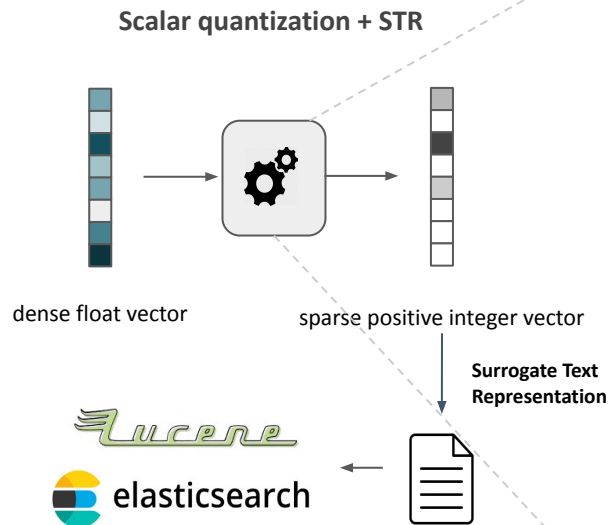 Scalar quantization + STR
dense float vector
sparse positive integer vector
Surrogate Text
Representation
Lucene
elasticsearch